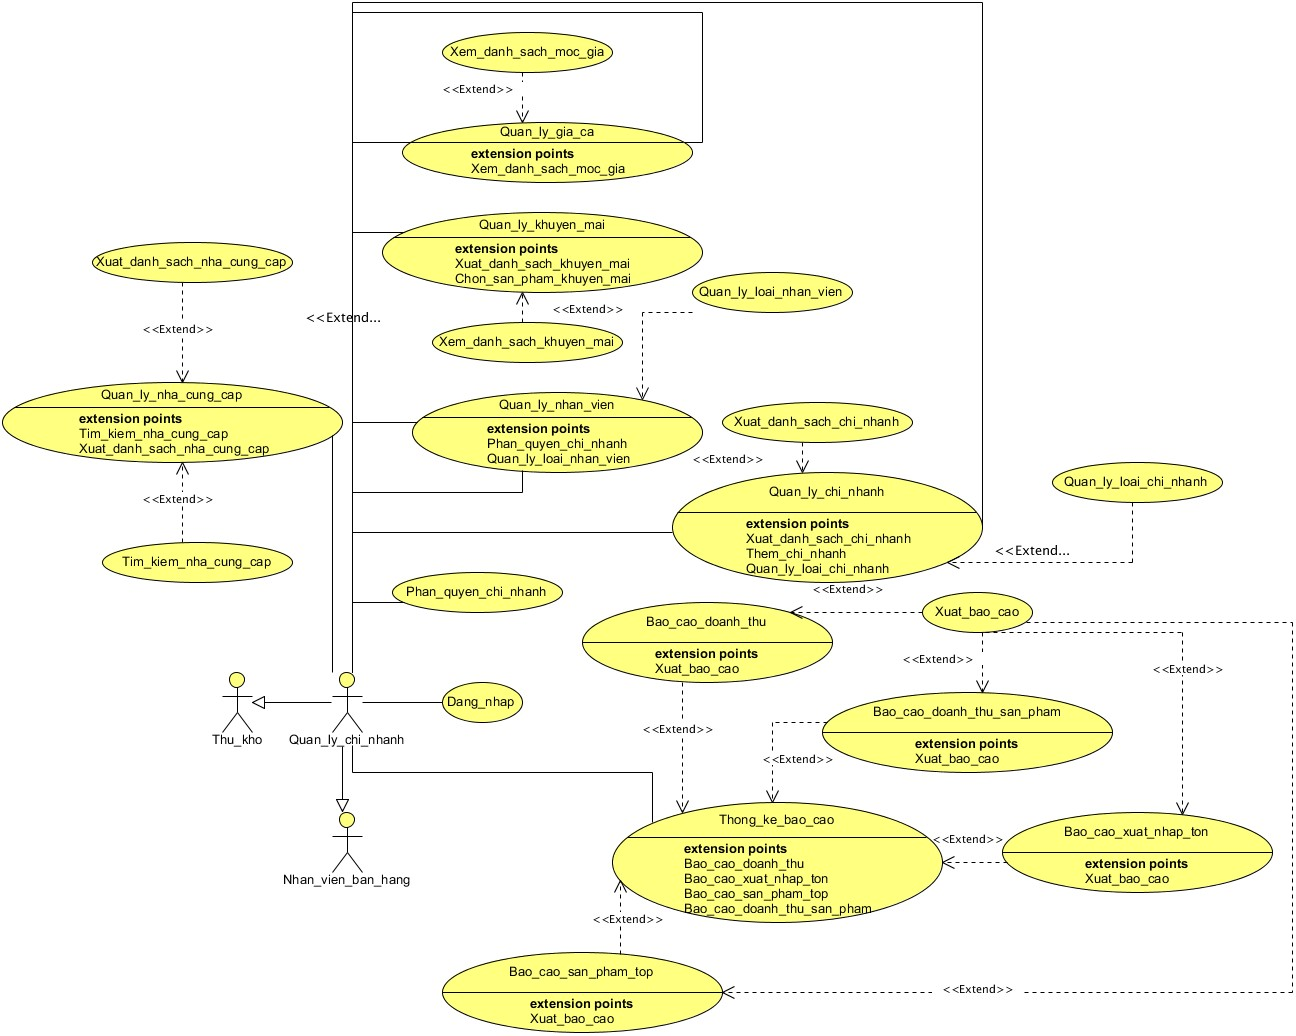 Xem_danh_sach_moc_gia
<<Extend>>
Quan_ly_gia_ca
extension points
Xem_danh_sach_moc_gia
Quan_ly_khuyen_mai
extension points
Xuat_danh_sach_khuyen_mai
Chon_san_pham_khuyen_mai
Xuat_danh_sach_nha_cung_cap
Quan_ly_loai_nhan_vien
<<Extend>>
<<Extend...
<<Extend>>
Xem_danh_sach_khuyen_mai
Quan_ly_nha_cung_cap
extension points
Tim_kiem_nha_cung_cap
Xuat_danh_sach_nha_cung_cap
Quan_ly_nhan_vien
extension points
Phan_quyen_chi_nhanh
Quan_ly_loai_nhan_vien
Xuat_danh_sach_chi_nhanh
<<Extend>>
Quan_ly_loai_chi_nhanh
<<Extend>>
Quan_ly_chi_nhanh
extension points
Xuat_danh_sach_chi_nhanh
Them_chi_nhanh
Quan_ly_loai_chi_nhanh
<<Extend...
Tim_kiem_nha_cung_cap
Phan_quyen_chi_nhanh
<<Extend>>
Xuat_bao_cao
Bao_cao_doanh_thu
extension points
Xuat_bao_cao
<<Extend>>
<<Extend>>
Thu_kho
Quan_ly_chi_nhanh
Dang_nhap
Bao_cao_doanh_thu_san_pham
extension points
Xuat_bao_cao
<<Extend>>
<<Extend>>
Thong_ke_bao_cao
extension points
Bao_cao_doanh_thu
Bao_cao_xuat_nhap_ton
Bao_cao_san_pham_top
Bao_cao_doanh_thu_san_pham
<<Extend>>
Bao_cao_xuat_nhap_ton
extension points
Xuat_bao_cao
Nhan_vien_ban_hang
<<Extend>>
Bao_cao_san_pham_top
extension points
Xuat_bao_cao
<<Extend>>